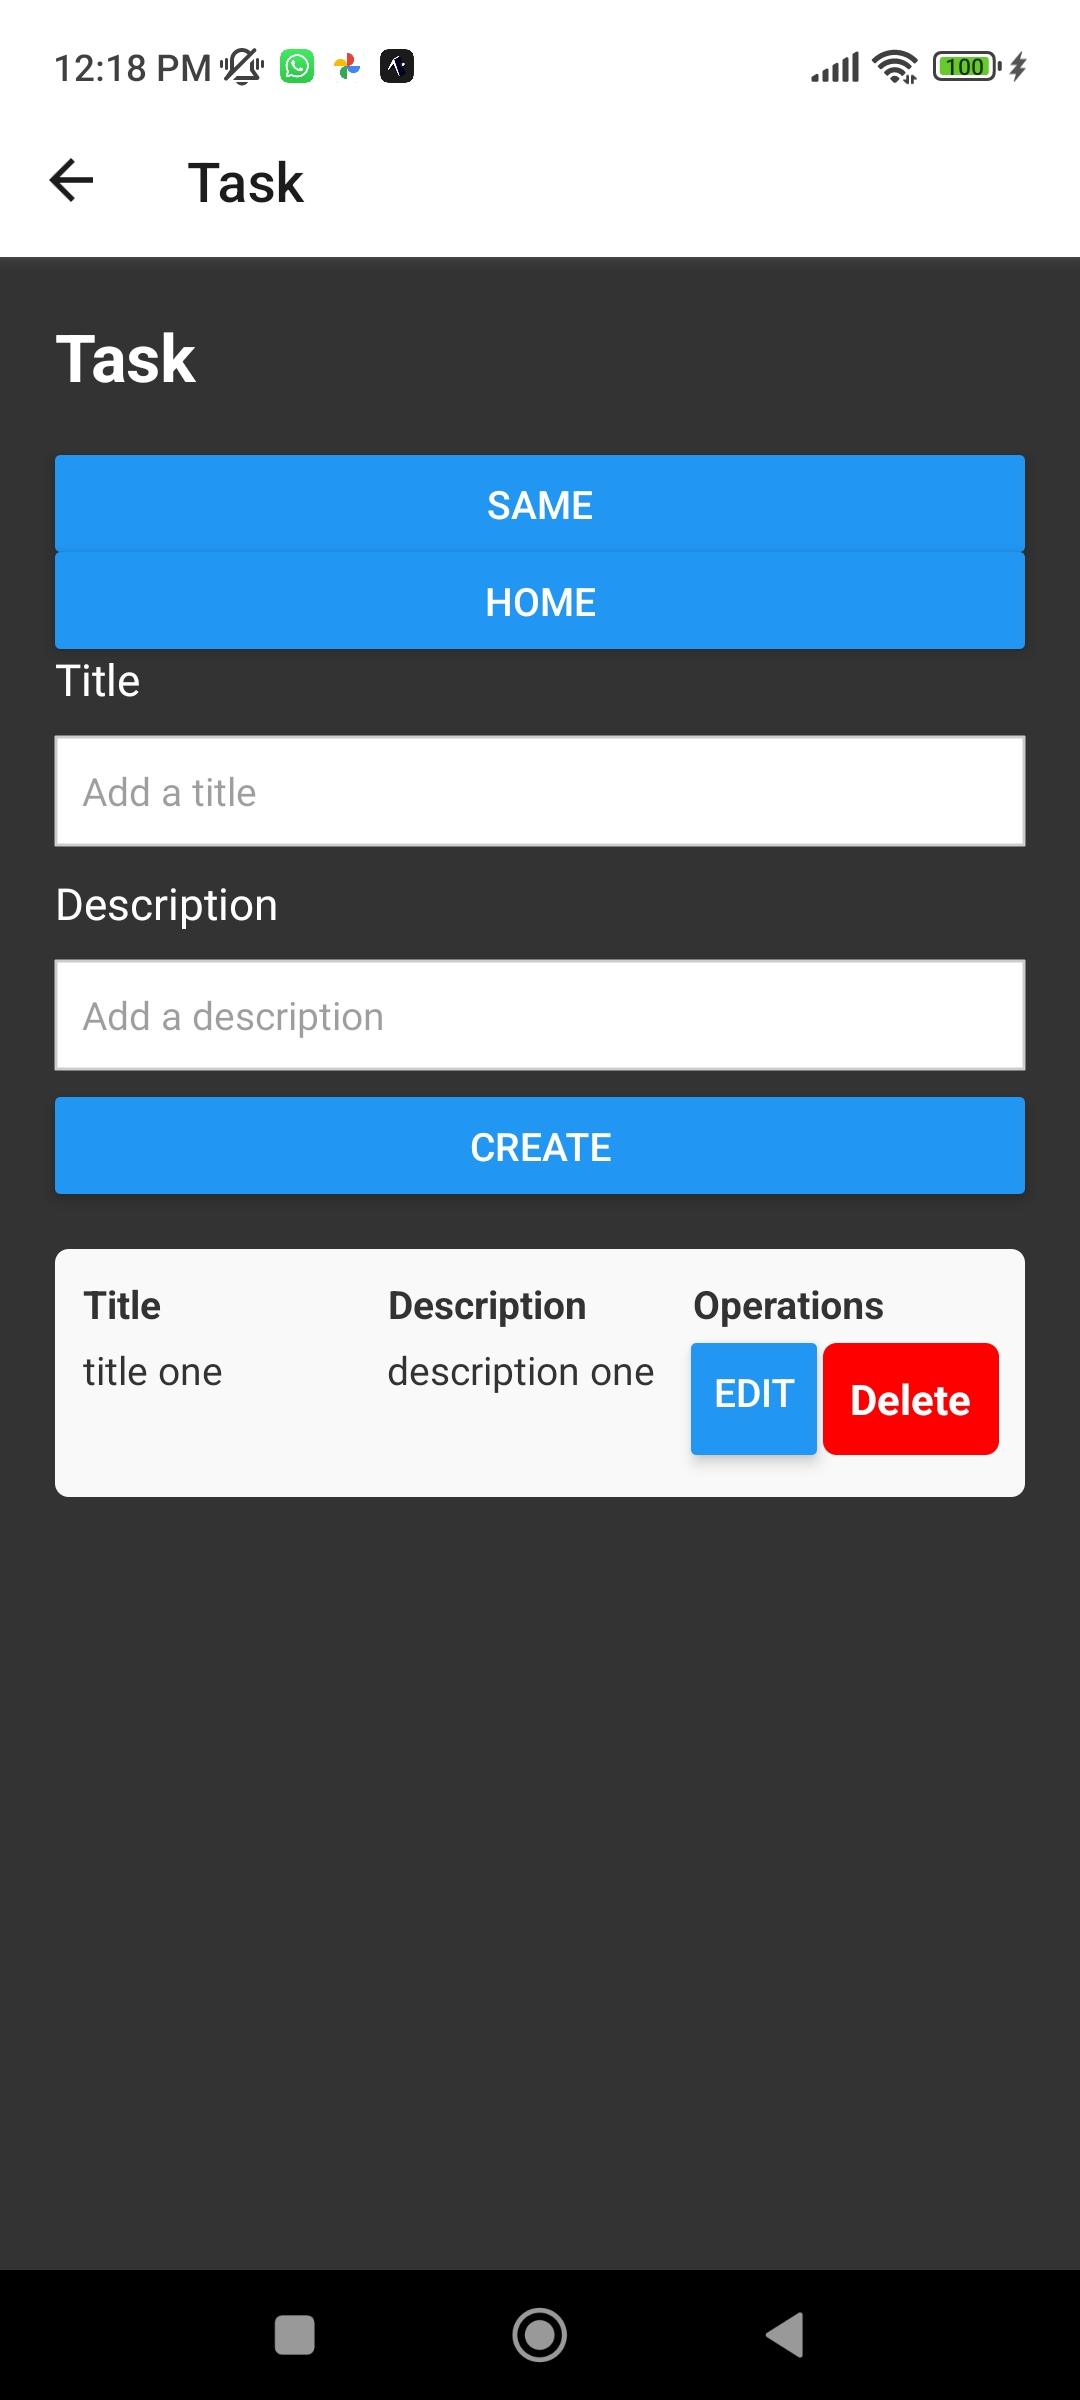 12:18 PM 100
Task
Task
SAME
HOME
Title
Add a title
Description
Add a description
CREATE
Title Description Operations
title one description one EDIT Delete